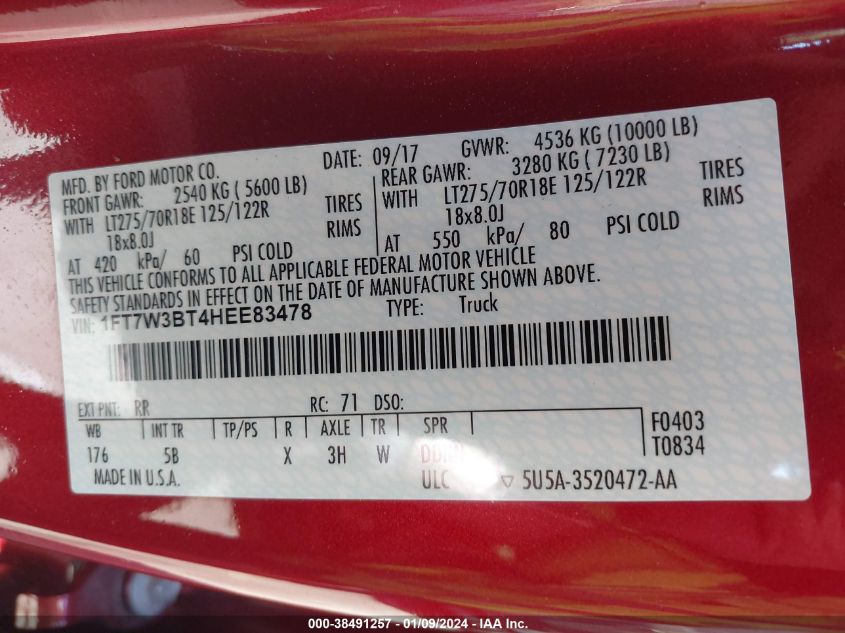 MFD. BY FORD MOTOR CO. DATE: 09/17 GVWR: 4536 KG (10000 LB)
FRONT GAWR: 2540 KG ( 5600 LB) REAR GAWR: 3280 KG ( 7230 LB)
WITH LT275/70R18E 125/122R TIRES WITH LT275/70R18E 125/122R TIRES
18x8.0J RIMS 18x8.0J RIMS
AT 420 kPa/ 60 PSI COLD AT 550 kPa/ 80 PSI COLD
THIS VEHICLE CONFORMS TO ALL APPLICABLE FEDERAL MOTOR VEHICLE
SAFETY STANDARDS IN EFFECT ON THE DATE OF MANUFACTURE SHOWN ABOVE.
VIN: 1FT7W3BT4HEE83478 TYPE: Truck
EXT PNT: RR RC: 71 DSO:
WB INT TR TP/PS R AXLE TR SPR F0403
176 5B X 3H W T0834
MADE IN U.S.A. ULC ▽ 5U5A-3520472-AA
000-38491257 - 01/09/2024 - IAA Inc.